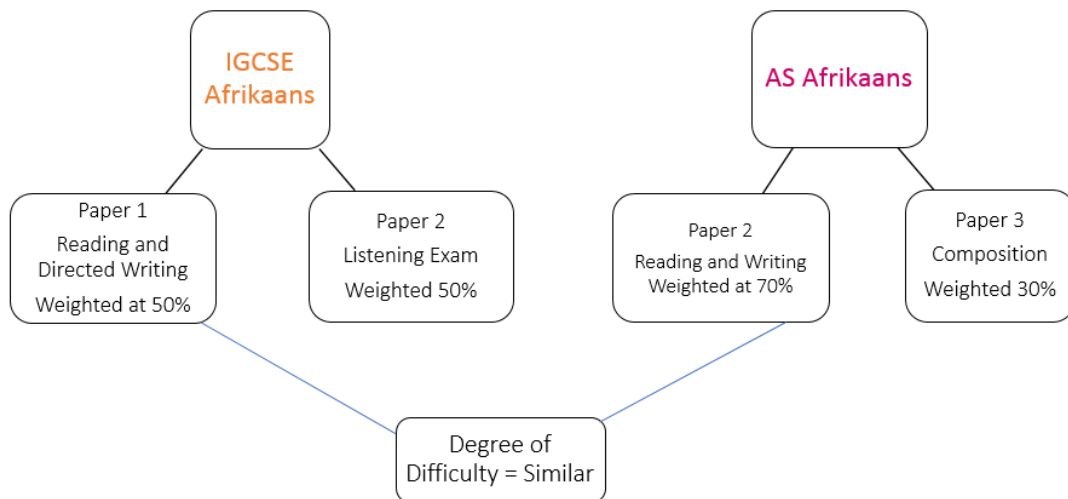 IGCSE
Afrikaans
AS Afrikaans
Paper 1
Reading and
Directed Writing
Weighted at 50%
Paper 2
Listening Exam
Weighted 50%
Paper 2
Reading and Writing
Weighted at 70%
Paper 3
Composition
Weighted 30%
Degree of
Difficulty = Similar